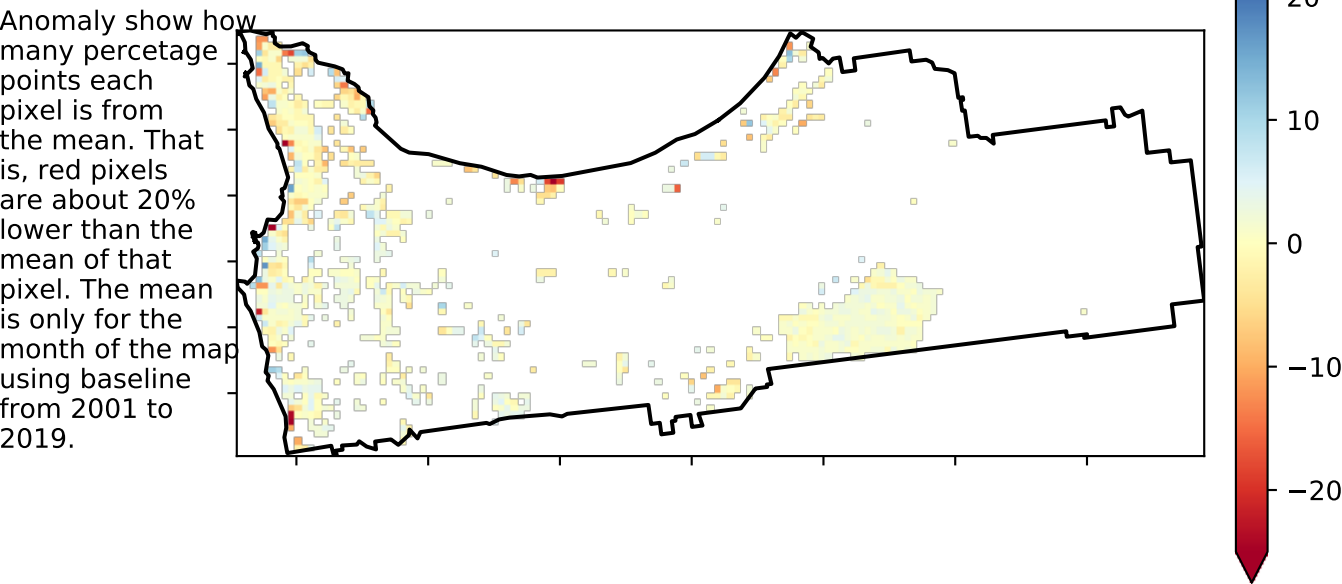 Anomaly show how
many percetage
points each
pixel is from
the mean. That
is, red pixels
are about 20%
lower than the
mean of that
pixel. The mean
is only for the
month of the map
using baseline
from 2001 to
2019.
20
10
0
−10
−20